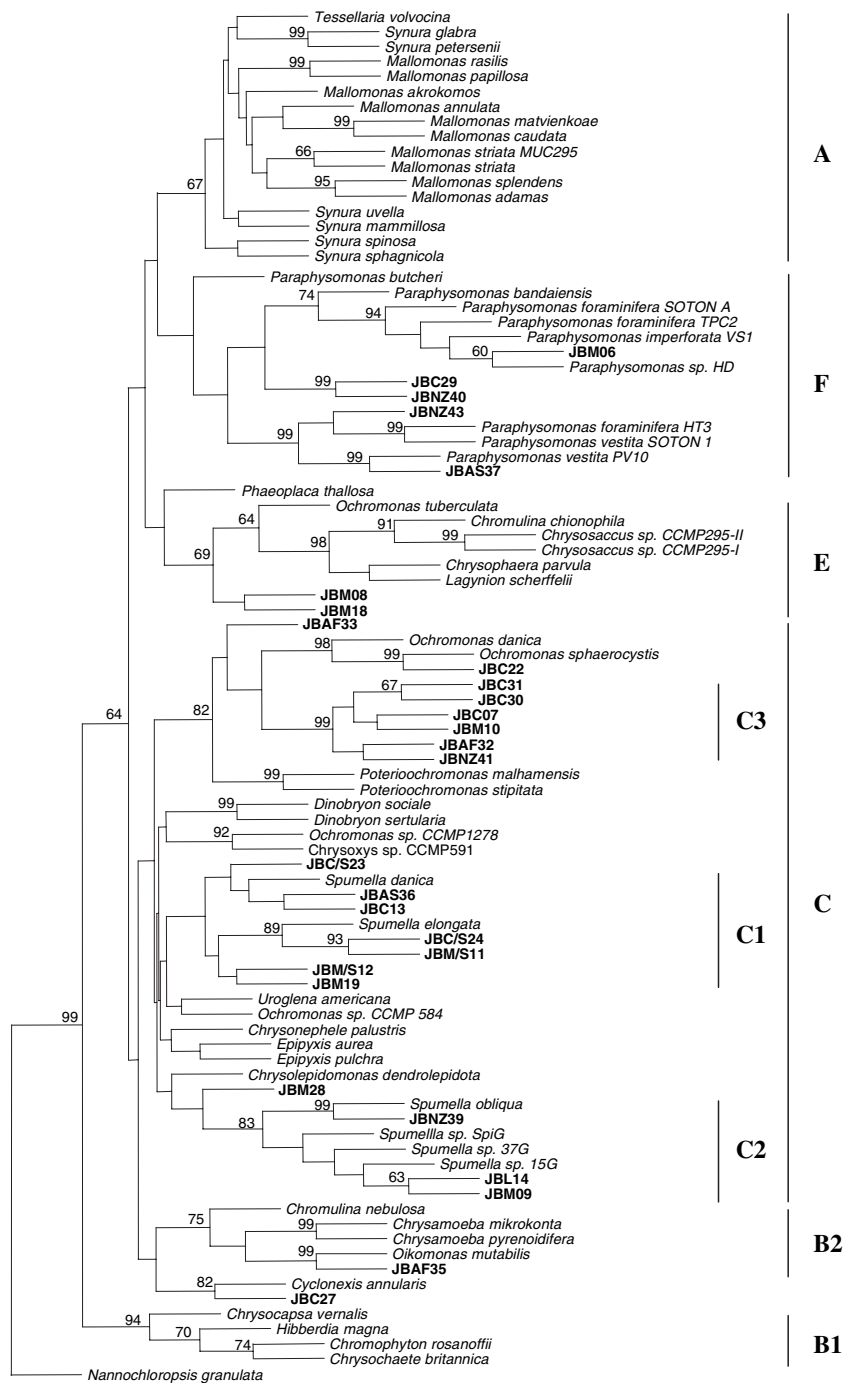 Tessellaria volvocina
99
Synura glabra
Synura petersenii
99
Mallomonas rasilis
Mallomonas papillosa
Mallomonas akrokomos
Mallomonas annulata
99
Mallomonas matvienkoae
Mallomonas caudata
66
Mallomonas striata MUC295
Mallomonas striata
A
67
95
Mallomonas splendens
Mallomonas adamas
Synura uvella
Synura mammillosa
Synura spinosa
Synura sphagnicola
Paraphysomonas butcheri
74
Paraphysomonas bandaiensis
94
Paraphysomonas foraminifera SOTON A
Paraphysomonas foraminifera TPC2
Paraphysomonas imperforata VS1
60
JBM06
Paraphysomonas sp. HD
F
99
JBC29
JBNZ40
JBNZ43
99
99
Paraphysomonas foraminifera HT3
Paraphysomonas vestita SOTON 1
99
Paraphysomonas vestita PV10
JBAS37
Phaeoplaca thallosa
64
Ochromonas tuberculata
91
Chromulina chionophila
99
Chrysosaccus sp. CCMP295-II
Chrysosaccus sp. CCMP295-I
69
98
E
Chrysophaera parvula
Lagynion scherffelii
JBM08
JBM18
JBAF33
98
Ochromonas danica
99
Ochromonas sphaerocystis
JBC22
67
JBC31
JBC30
64
82
99
JBC07
JBM10
C3
JBAF32
JBNZ41
99
Poterioochromonas malhamensis
Poterioochromonas stipitata
99
Dinobryon sociale
Dinobryon sertularia
92
Ochromonas sp. CCMP1278
Chrysoxys sp. CCMP591
JBC/S23
Spumella danica
JBAS36
JBC13
C
89
Spumella elongata
93
JBC/S24
JBM/S11
C1
JBM/S12
JBM19
Uroglena americana
Ochromonas sp. CCMP 584
99
Chrysonephele palustris
Epipyxis aurea
Epipyxis pulchra
Chrysolepidomonas dendrolepidota
JBM28
99
Spumella obliqua
JBNZ39
83
Spumellla sp. SpiG
Spumella sp. 37G
C2
Spumella sp. 15G
63
JBL14
JBM09
75
Chromulina nebulosa
99
Chrysamoeba mikrokonta
Chrysamoeba pyrenoidifera
B2
99
Oikomonas mutabilis
JBAF35
82
Cyclonexis annularis
JBC27
94
Chrysocapsa vernalis
70
Hibberdia magna
74
Chromophyton rosanoffii
Chrysochaete britannica
B1
Nannochloropsis granulata